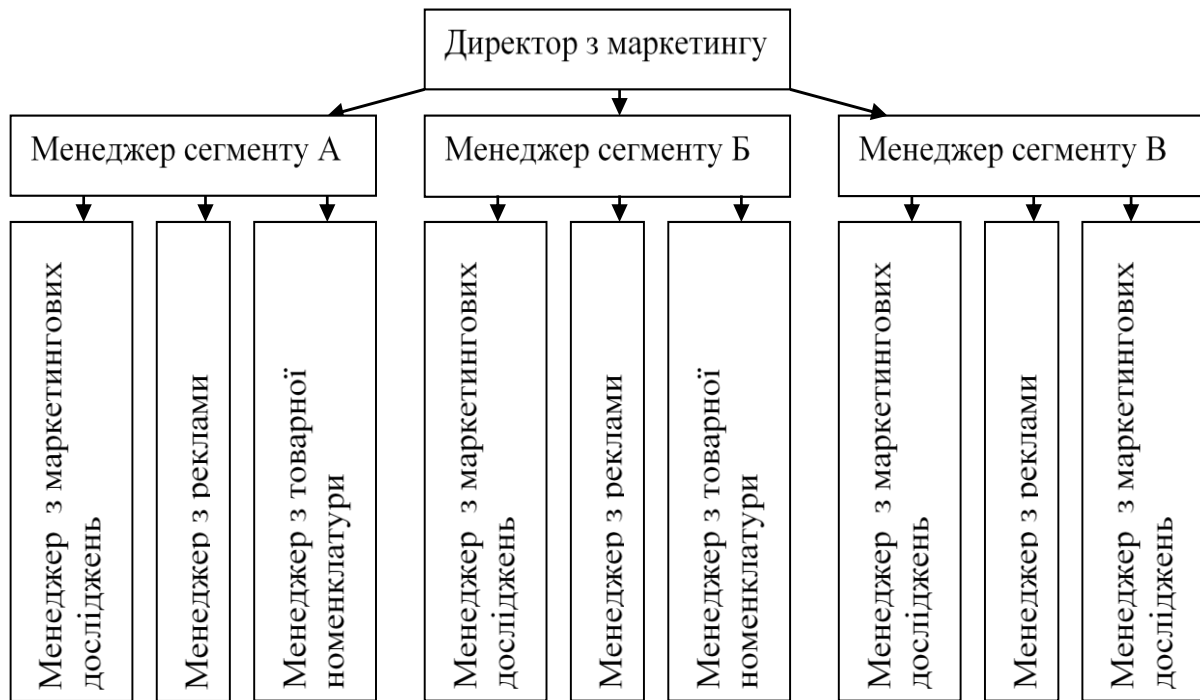 Директор з маркетингу
Менеджер сегменту А
Менеджер сегменту Б
Менеджер сегменту В
Менеджер з маркетингових
досліджень
Менеджер з реклами
Менеджер з товарної
номенклатури
Менеджер з маркетингових
досліджень
Менеджер з реклами
Менеджер з товарної
номенклатури
Менеджер з маркетингових
досліджень
Менеджер з реклами
Менеджер з маркетингових
досліджень